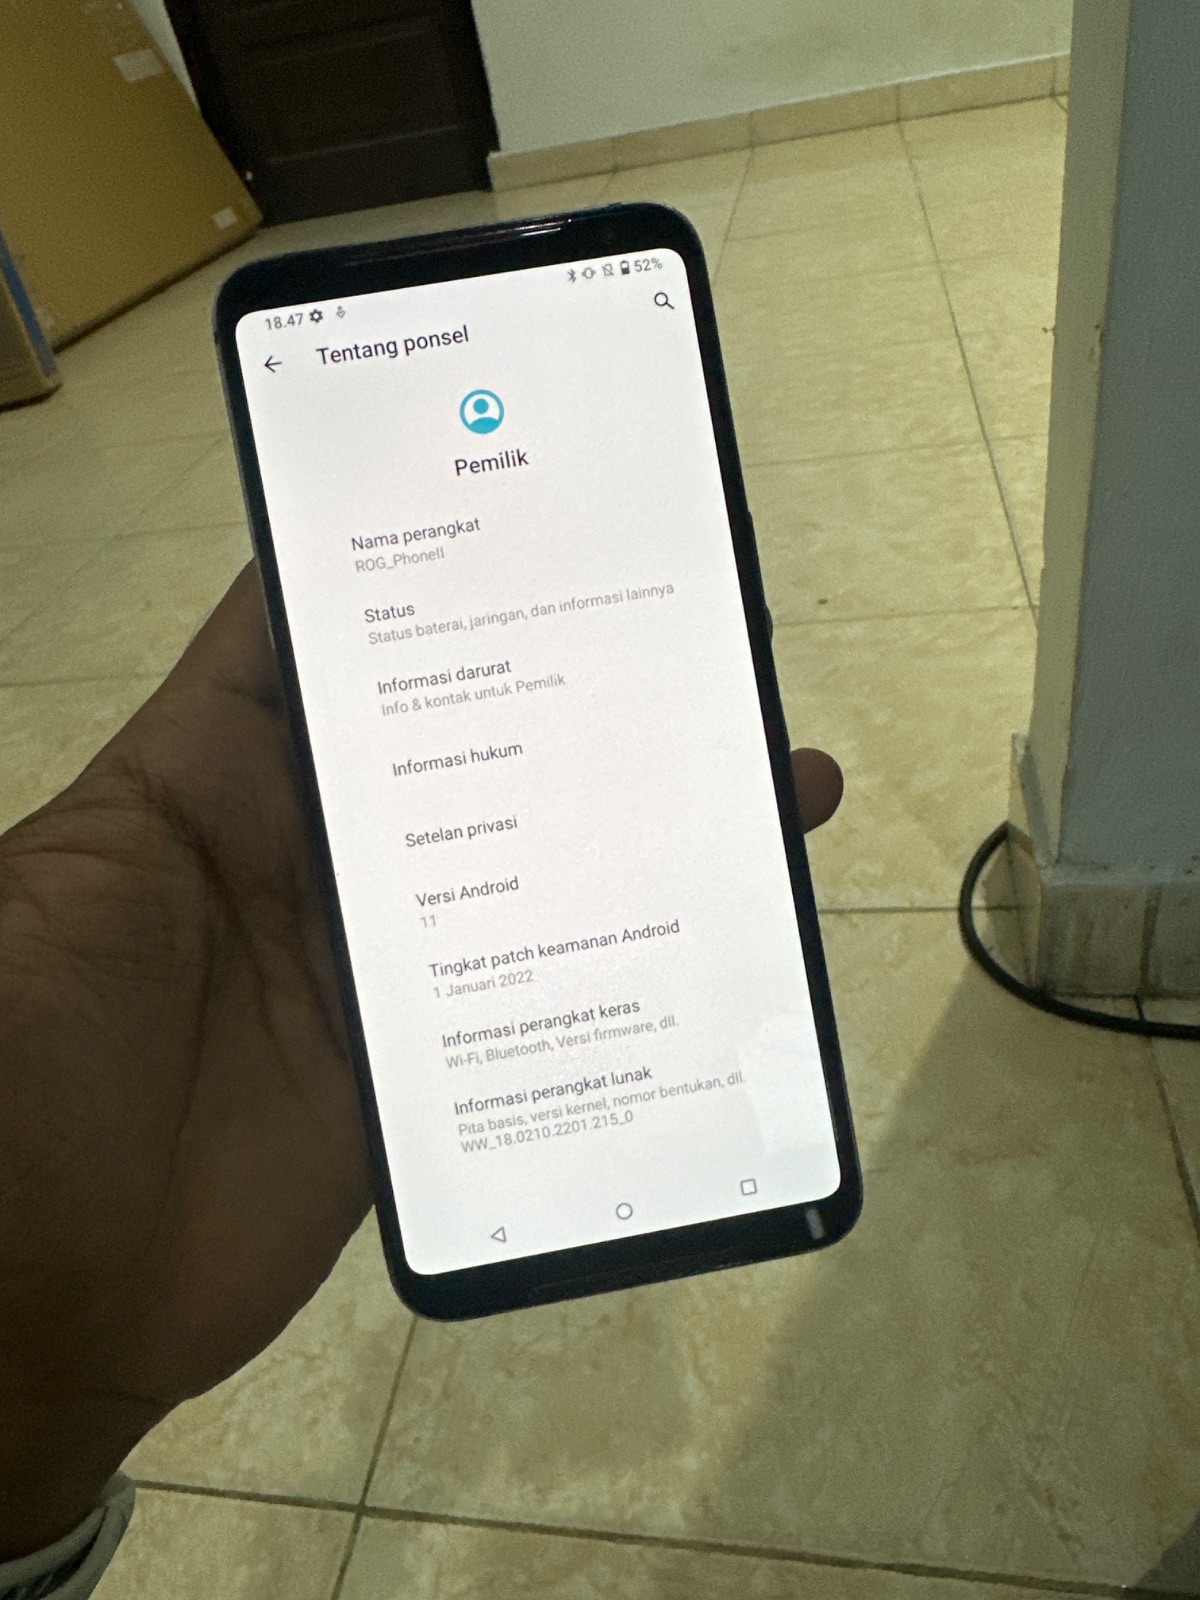 18.47 52%
Tentang ponsel
Pemilik
Nama perangkat
ROG_PhoneII
Status
Status baterai, jaringan, dan informasi lainnya
Informasi darurat
Info & kontak untuk Pemilik
Informasi hukum
Setelan privasi
Versi Android
11
Tingkat patch keamanan Android
1 Januari 2022
Informasi perangkat keras
Wi-Fi, Bluetooth, Versi firmware, dll.
Informasi perangkat lunak
Pita basis, versi kernel, nomor bentukan, dll.
WW_18.0210.2201.215_0